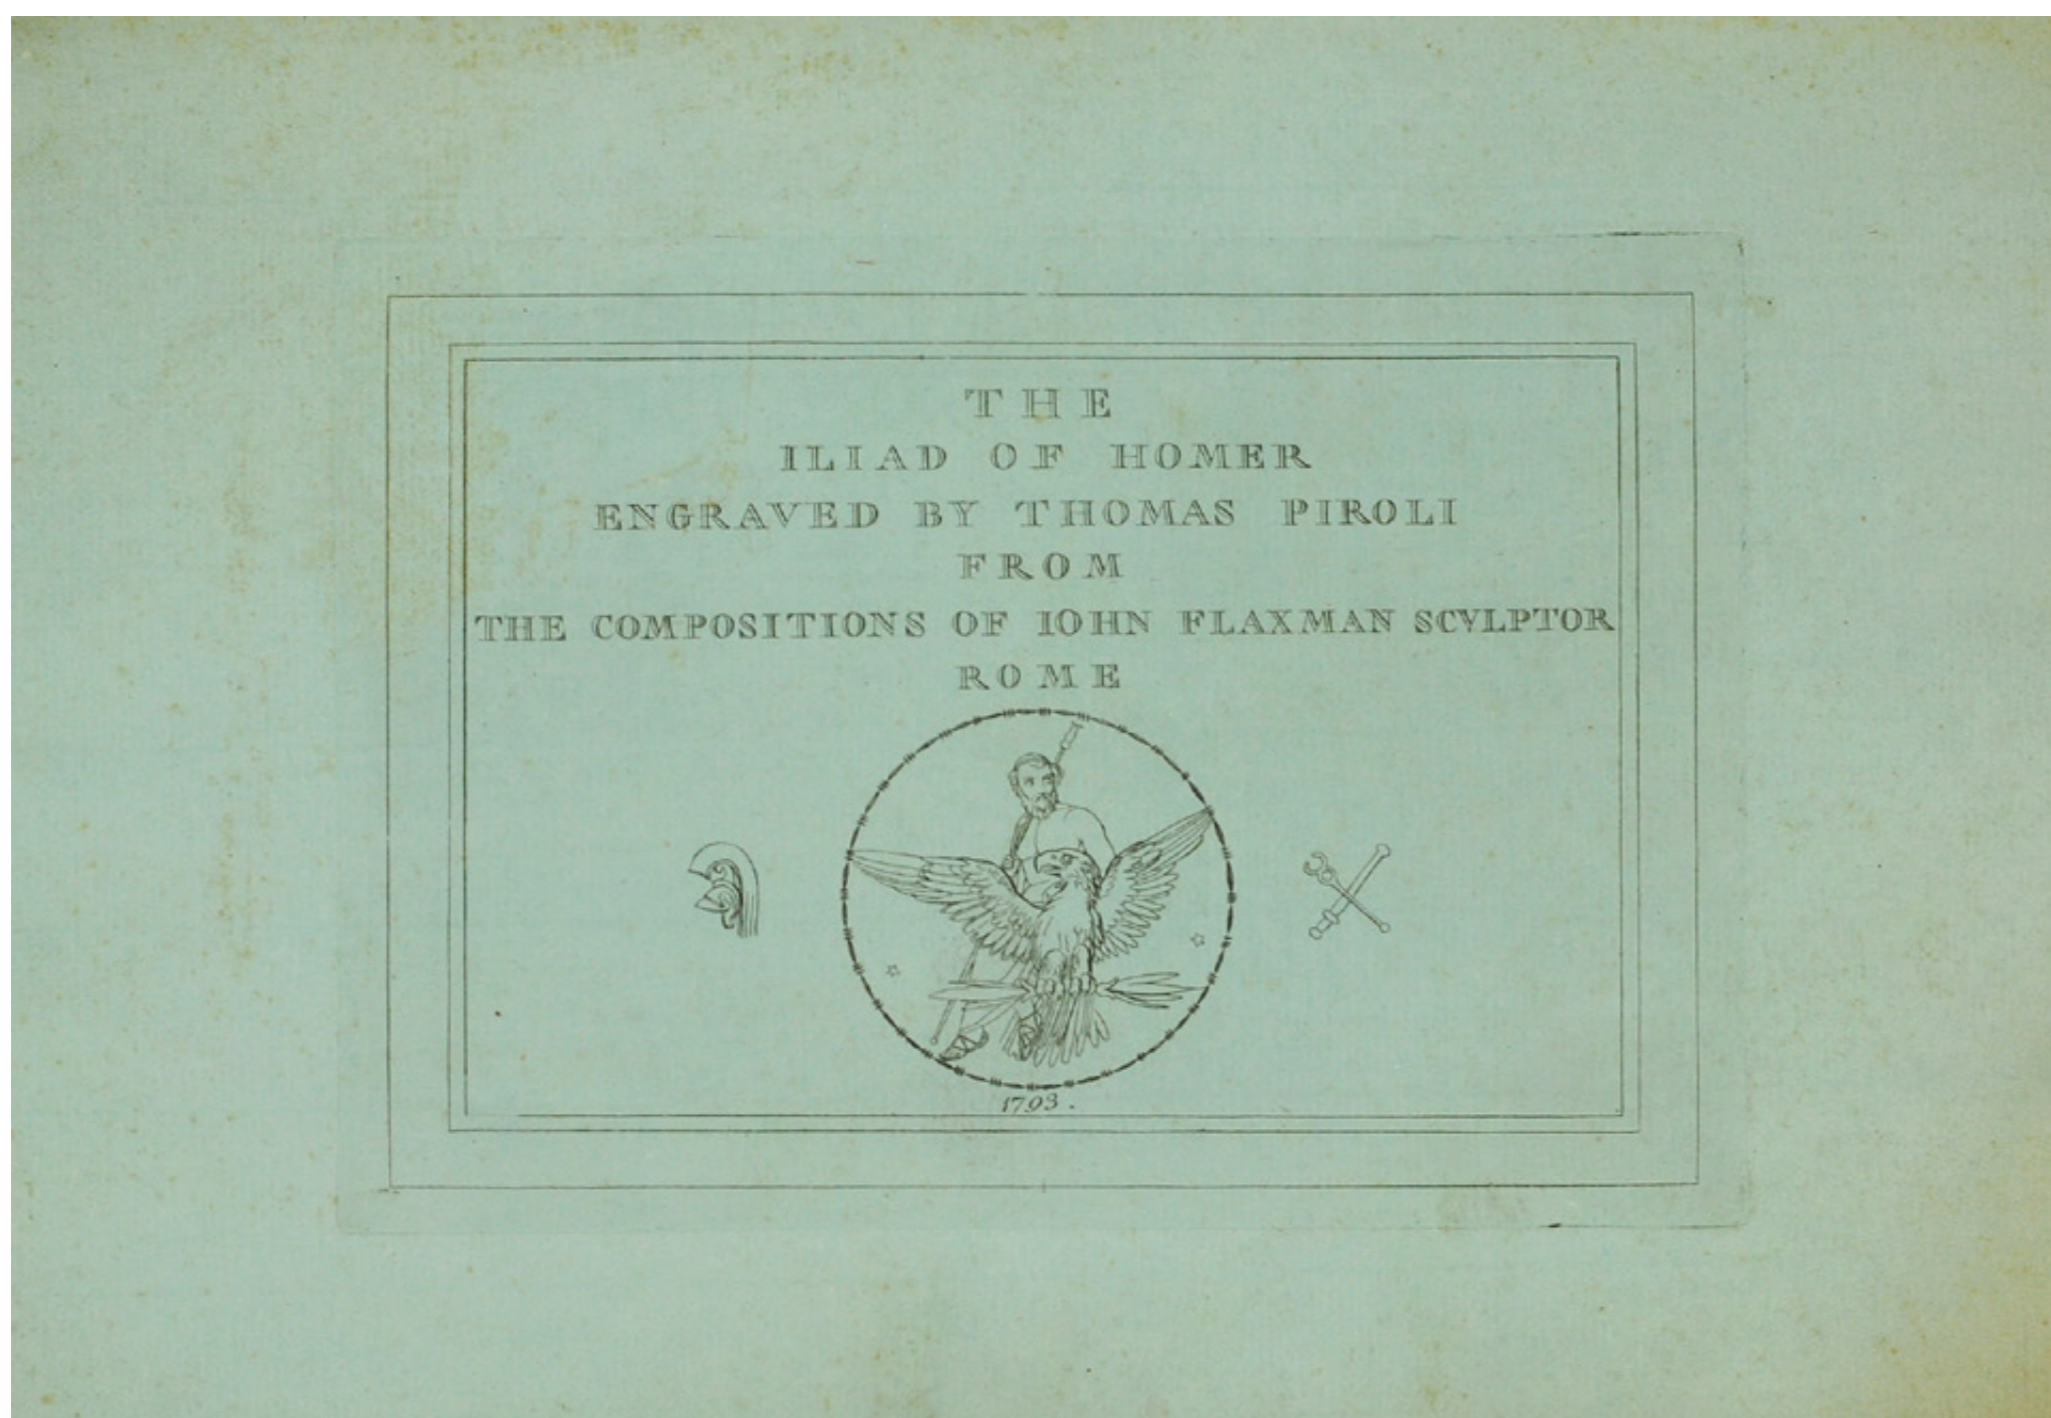 THE
ILIAD OF HOMER
ENGRAVED BY THOMAS PIROLI
FROM
THE COMPOSITIONS OF IOHN FLAXMAN SCVLPTOR
ROME
1793.